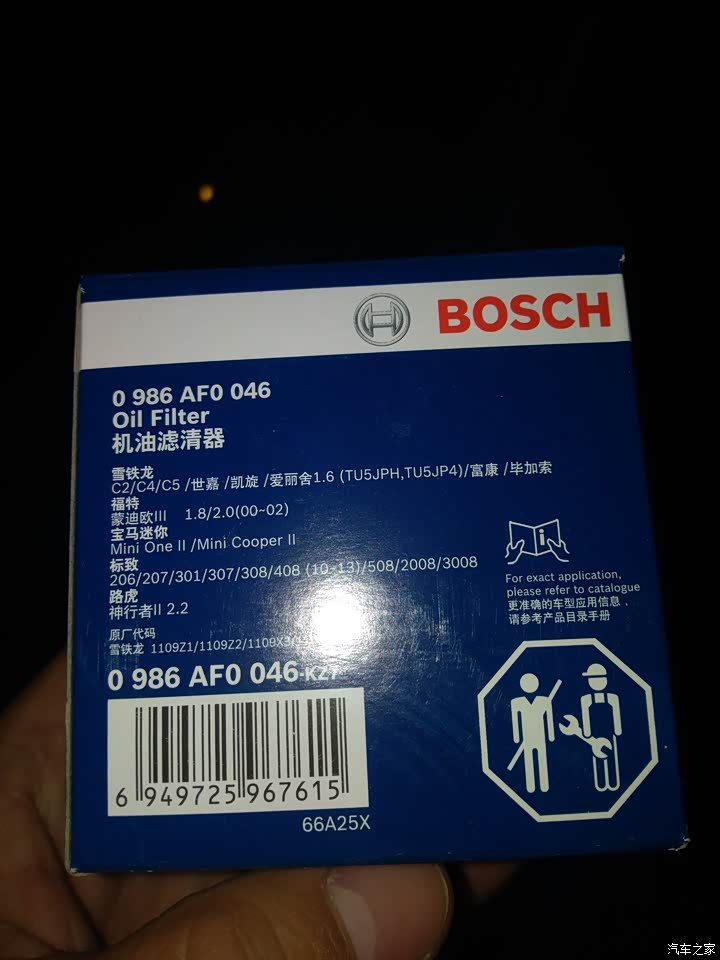 BOSCH
0 986 AF0 046
Oil Filter
机油滤清器
雪铁龙
C2/C4/C5 /世嘉 /凯旋 /爱丽舍1.6 (TU5JPH,TU5JP4)/富康 /毕加索
福特
蒙迪欧III 1.8/2.0(00~02)
宝马迷你
Mini One II /Mini Cooper II
标致
206/207/301/307/308/408 (10-13)/508/2008/3008
路虎
神行者II 2.2
For exact application,
please refer to catalogue
更准确的车型应用信息，
请参考产品目录手册
原厂代码
雪铁龙 1109Z1/1109Z2/1109X3/
0 986 AF0 046-KZ7
6 949725 967615
66A25X
汽车之家